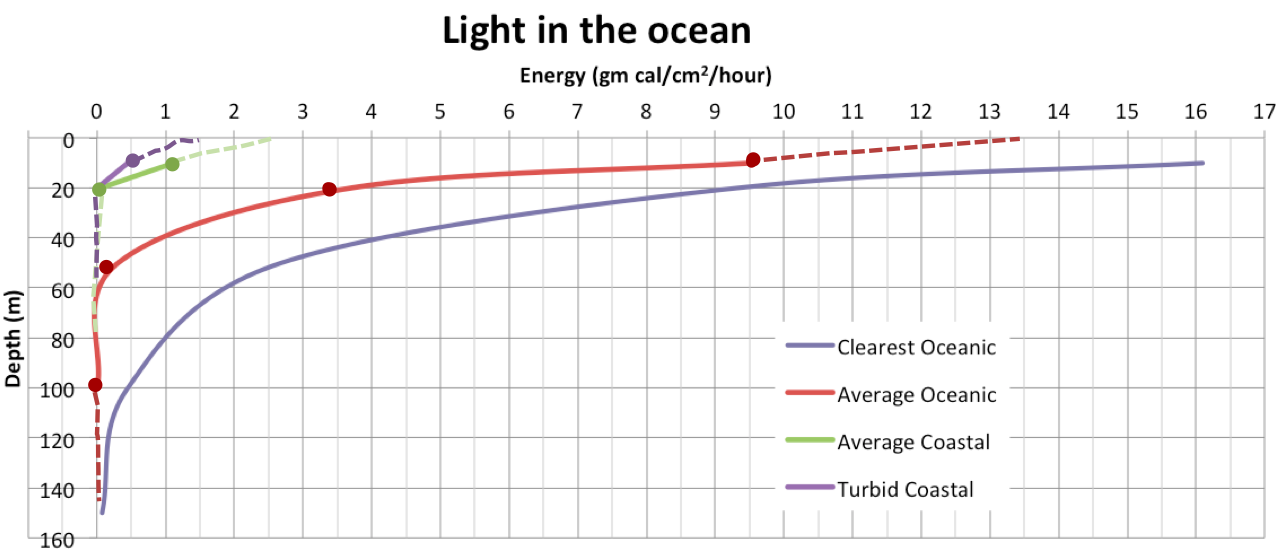 Light in the ocean
Energy (gm cal/cm²/hour)
0 1 2 3 4 5 6 7 8 9 10 11 12 13 14 15 16 17
0
20
40
60
80
100
120
140
160
Depth (m)
Clearest Oceanic
Average Oceanic
Average Coastal
Turbid Coastal